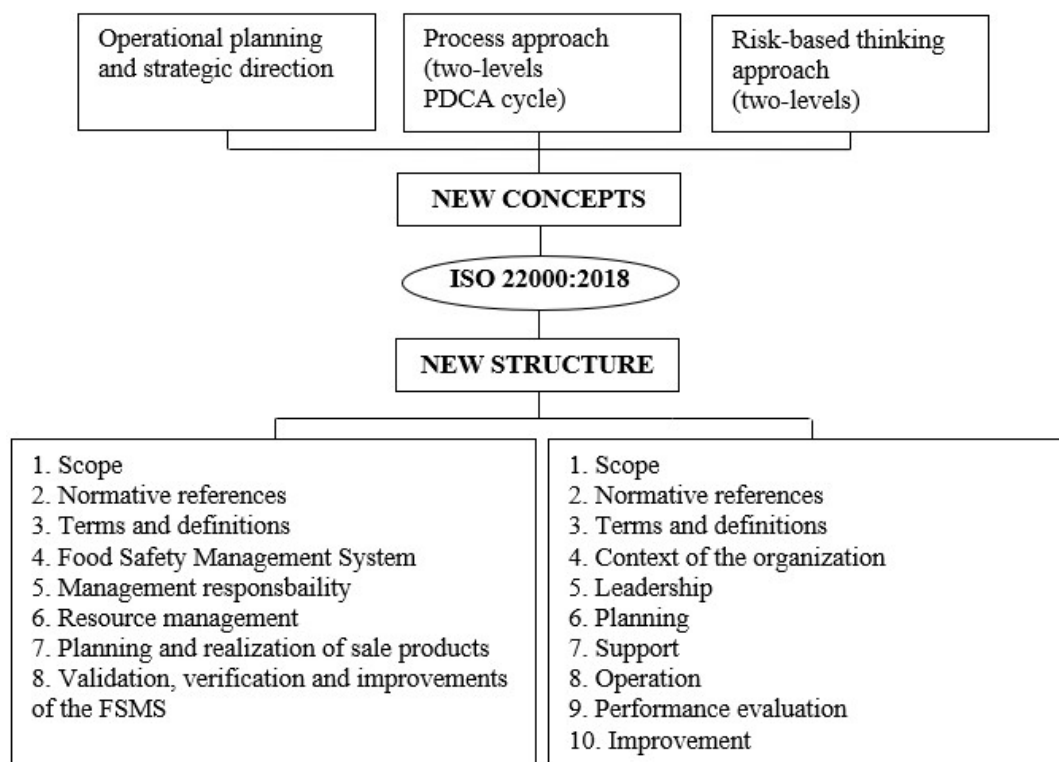 Operational planning
and strategic direction
Process approach
(two-levels
PDCA cycle)
Risk-based thinking
approach
(two-levels)
NEW CONCEPTS
ISO 22000:2018
NEW STRUCTURE
1. Scope
2. Normative references
3. Terms and definitions
4. Food Safety Management System
5. Management responsbaility
6. Resource management
7. Planning and realization of sale products
8. Validation, verification and improvements
of the FSMS
1. Scope
2. Normative references
3. Terms and definitions
4. Context of the organization
5. Leadership
6. Planning
7. Support
8. Operation
9. Performance evaluation
10. Improvement